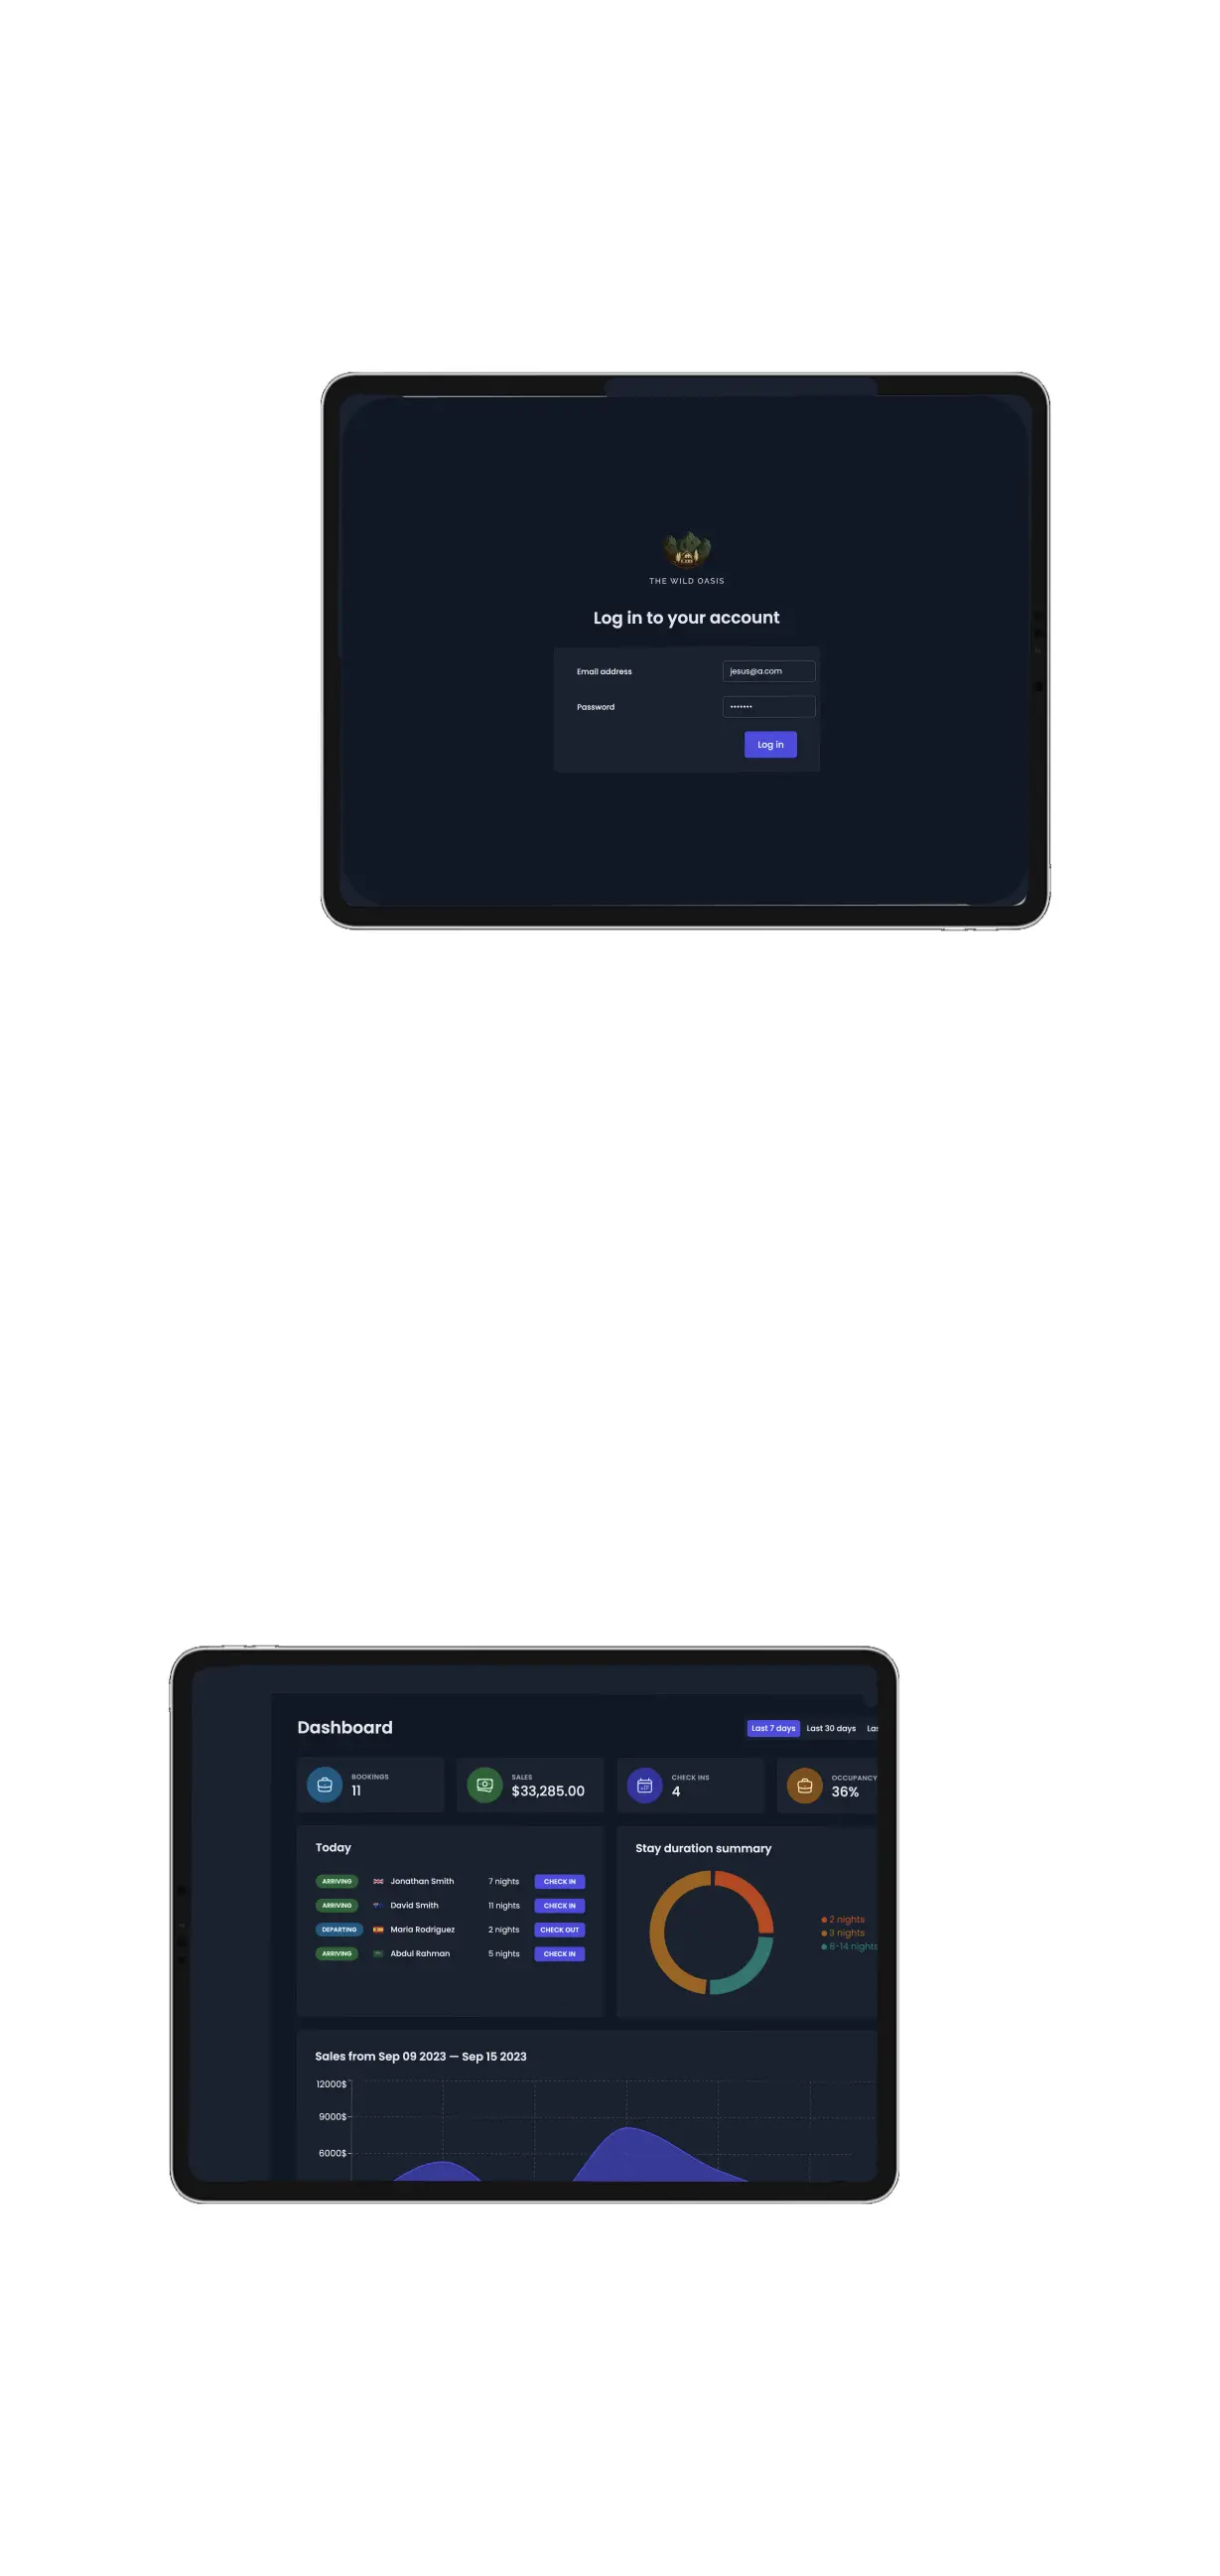 THE WILD OASIS
Log in to your account
Email address jesus@a.com
Password •••••••
Log in
Dashboard
Last 7 days Last 30 days Las
BOOKINGS
11
SALES
$33,285.00
CHECK INS
4
OCCUPANCY
36%
Today
ARRIVING Jonathan Smith 7 nights CHECK IN
ARRIVING David Smith 11 nights CHECK IN
DEPARTING Maria Rodriguez 2 nights CHECK OUT
ARRIVING Abdul Rahman 5 nights CHECK IN
Stay duration summary
2 nights
3 nights
8-14 nights
Sales from Sep 09 2023 — Sep 15 2023
12000$
9000$
6000$